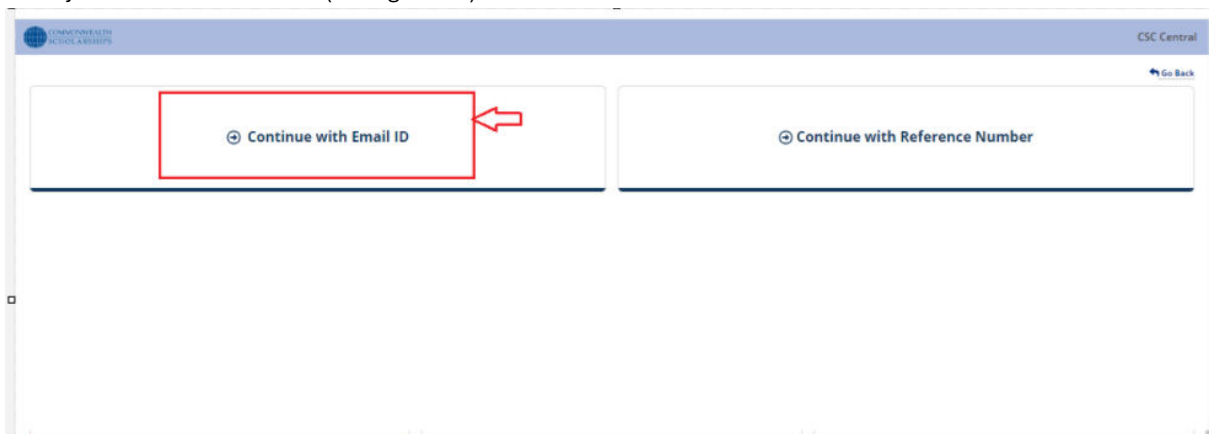 COMMONWEALTH
SCHOLARSHIPS
CSC Central
Go Back
Continue with Email ID
Continue with Reference Number